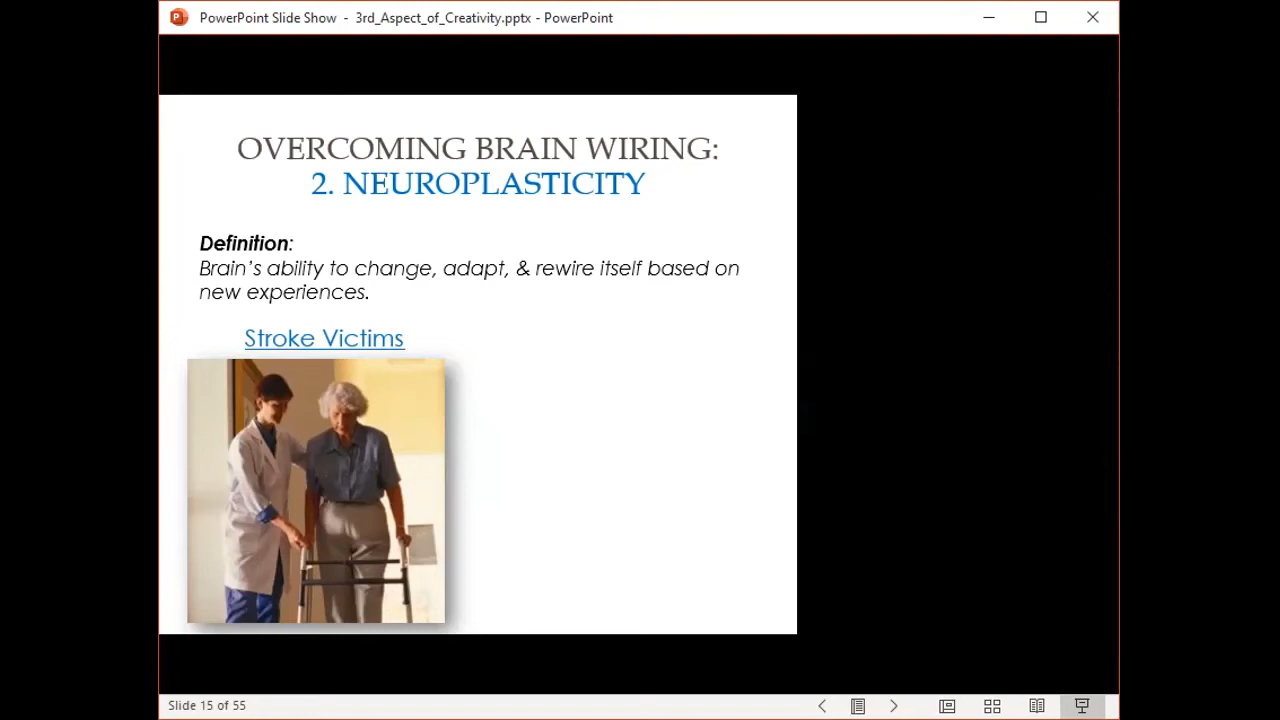 PowerPoint Slide Show - 3rd_Aspect_of_Creativity.pptx - PowerPoint
OVERCOMING BRAIN WIRING:
2. NEUROPLASTICITY
Definition:
Brain's ability to change, adapt, & rewire itself based on
new experiences.
Stroke Victims
Slide 15 of 55